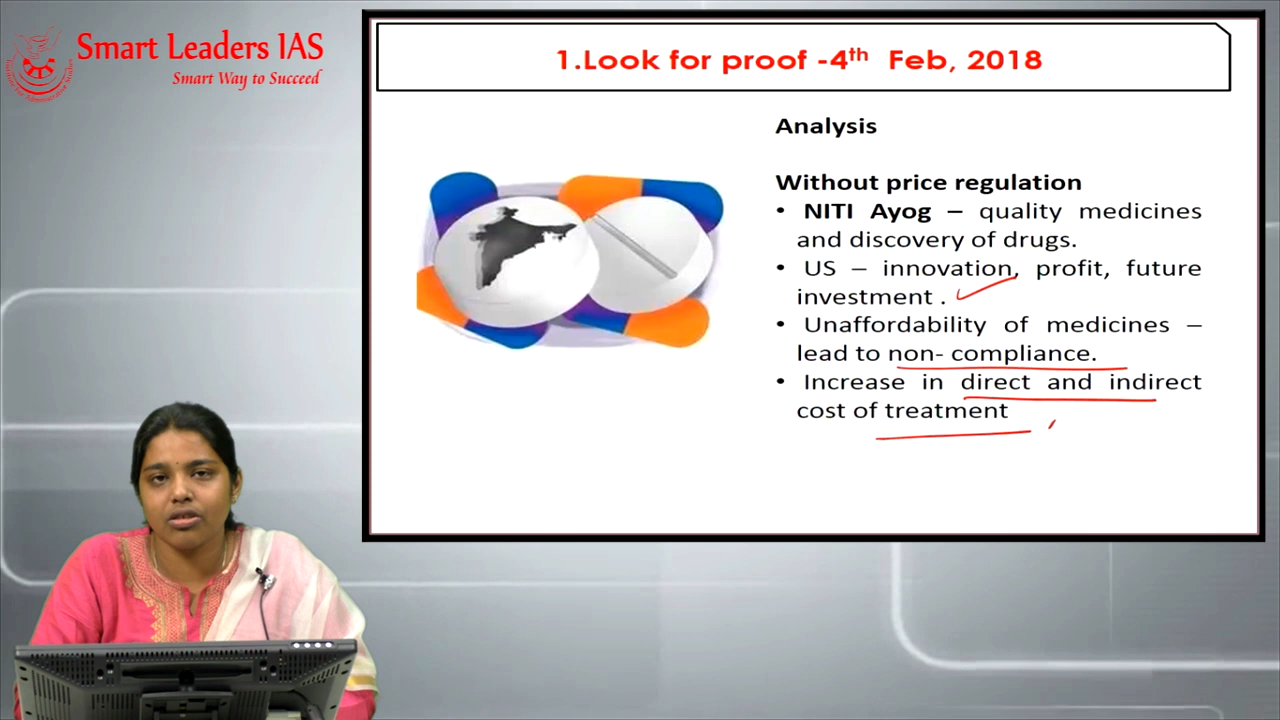 Smart Leaders IAS
Smart Way to Succeed
1.Look for proof -4th Feb, 2018
Analysis
Without price regulation
• NITI Ayog – quality medicines
and discovery of drugs.
• US – innovation, profit, future
investment .
• Unaffordability of medicines –
lead to non- compliance.
• Increase in direct and indirect
cost of treatment